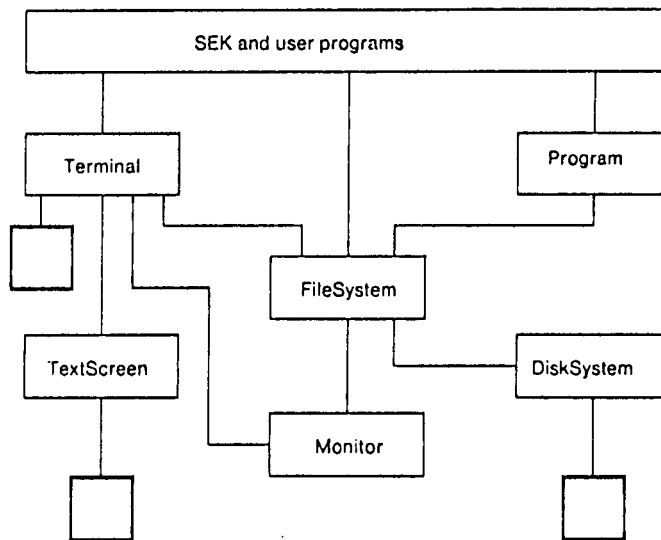 SEK and user programs
Terminal
Program
FileSystem
TextScreen
DiskSystem
Monitor